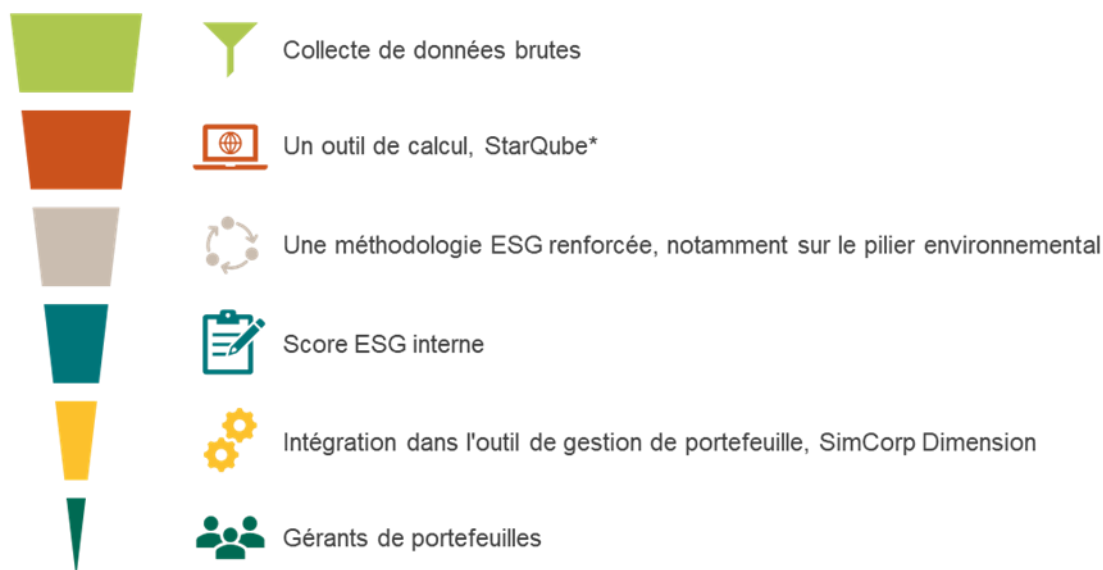 Collecte de données brutes
Un outil de calcul, StarQube*
Une méthodologie ESG renforcée, notamment sur le pilier environnemental
Score ESG interne
Intégration dans l'outil de gestion de portefeuille, SimCorp Dimension
Gérants de portefeuilles